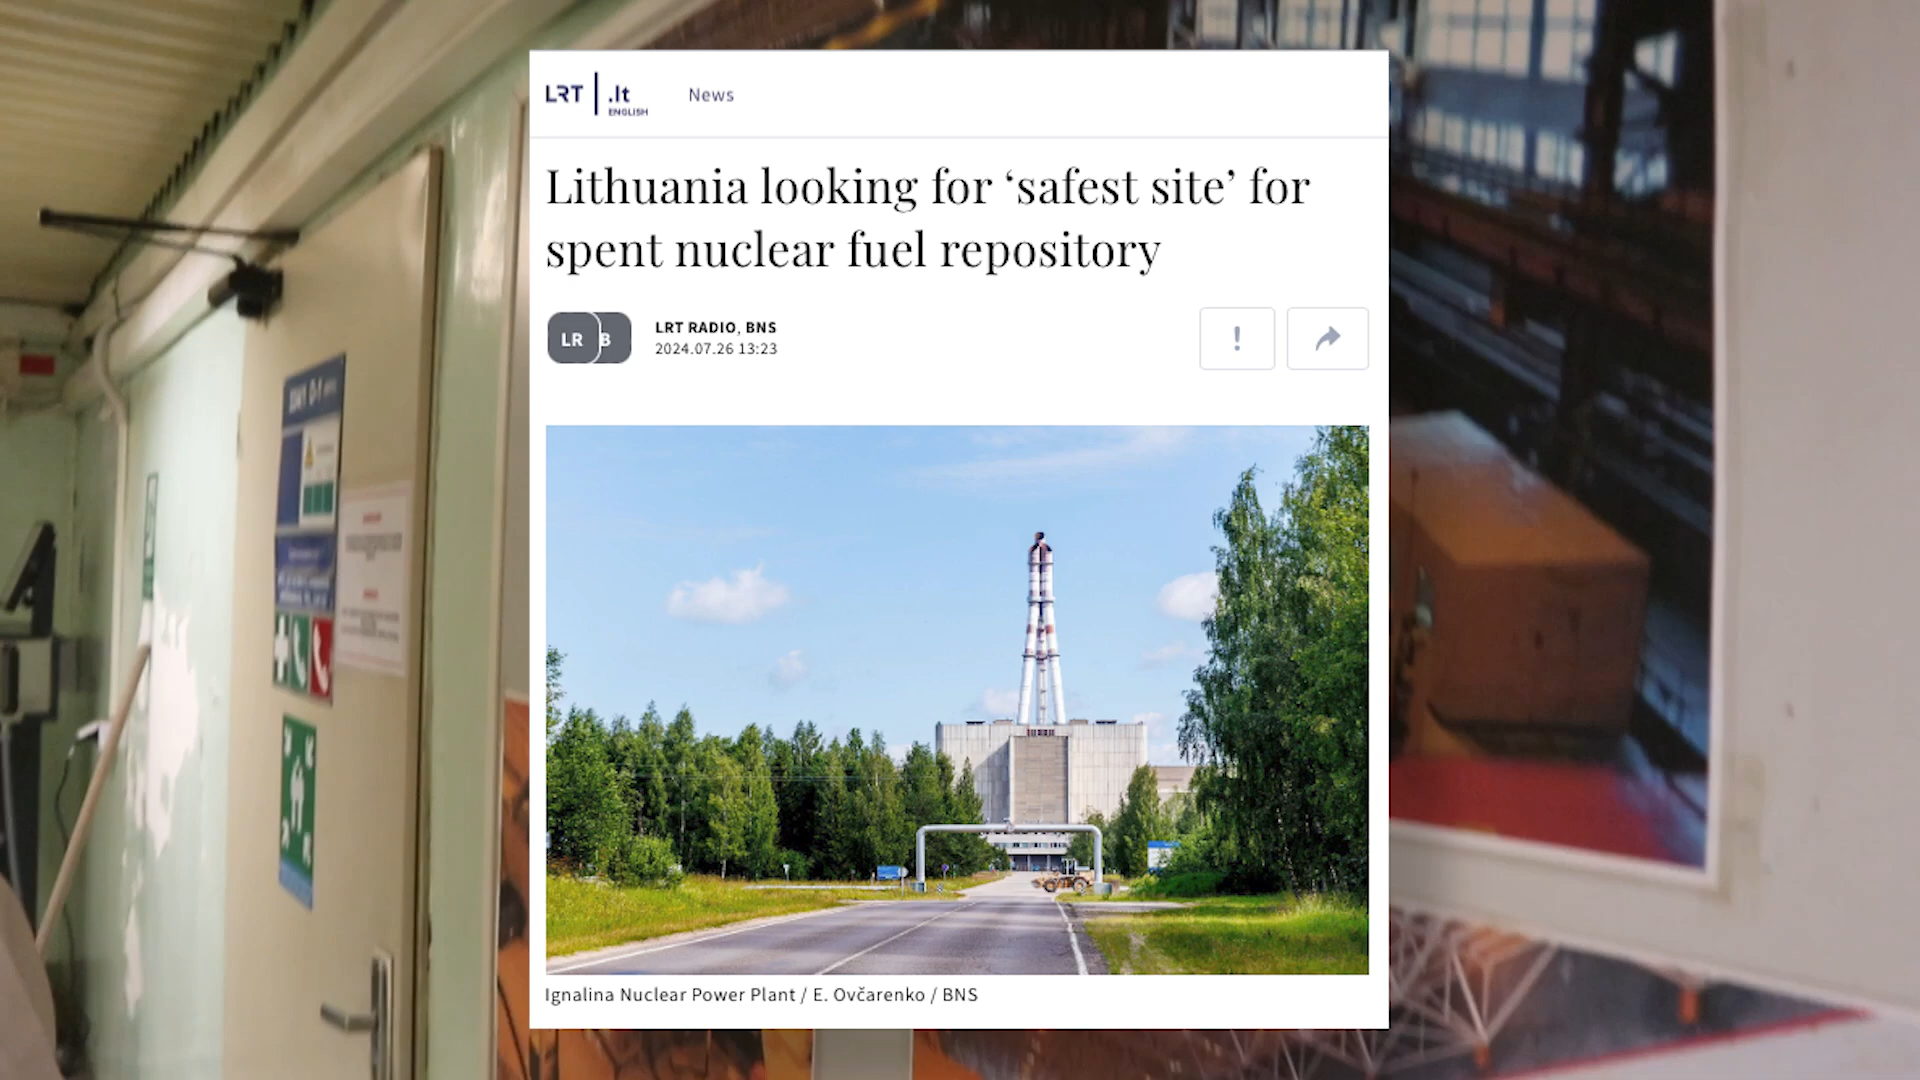 LRT .lt
ENGLISH
News
Lithuania looking for ‘safest site’ for
spent nuclear fuel repository
LR B
LRT RADIO, BNS
2024.07.26 13:23
Ignalina Nuclear Power Plant / E. Ovčarenko / BNS